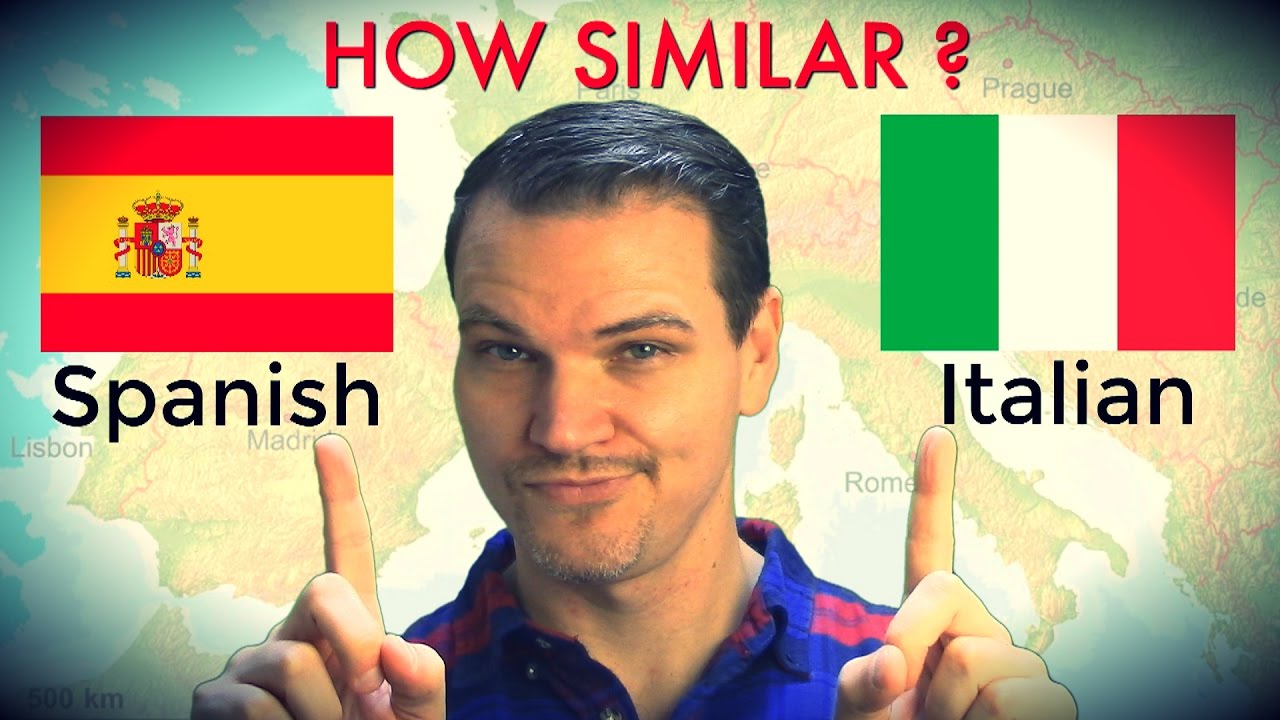 HOW SIMILAR ?
Paris
Prague
Spanish
Italian
Lisbon
Madrid
Rome
500 km